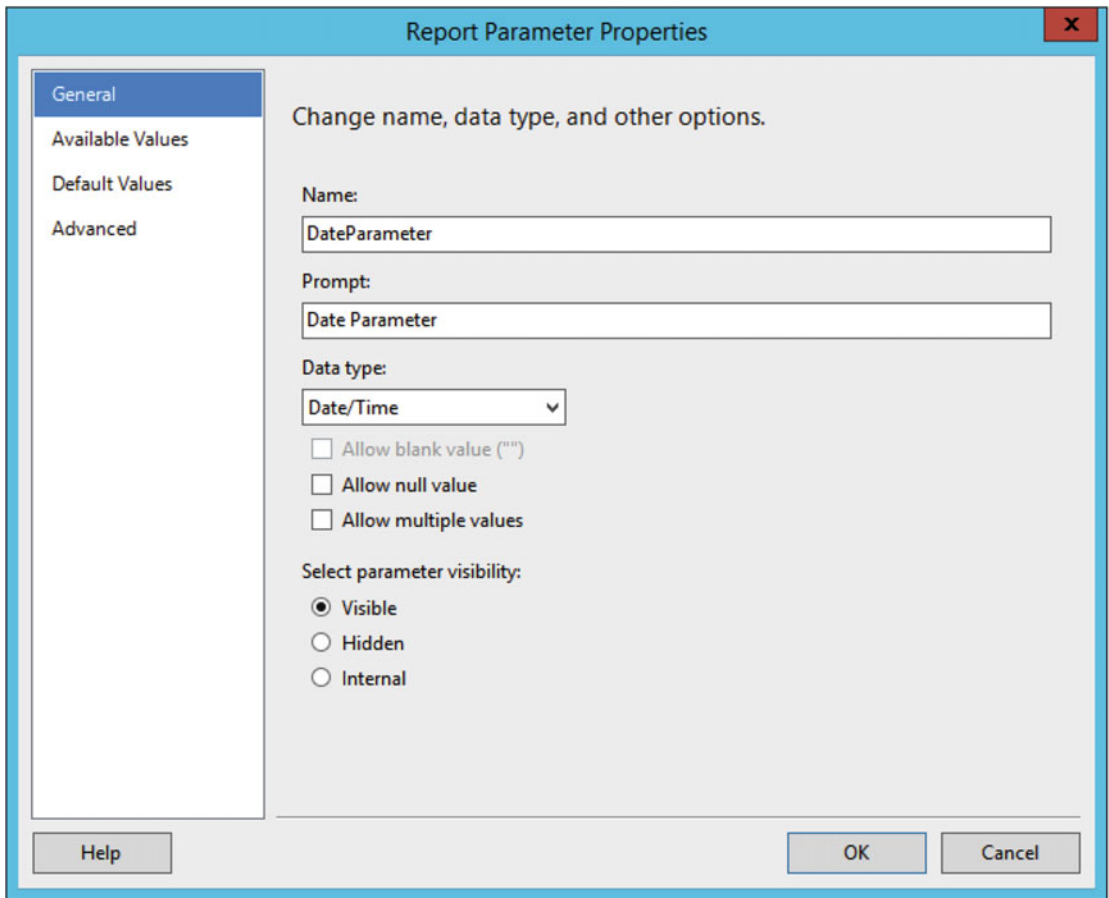 Report Parameter Properties
x
General
Available Values
Default Values
Advanced
Change name, data type, and other options.
Name:
DateParameter
Prompt:
Date Parameter
Data type:
Date/Time
Allow blank value ("")
Allow null value
Allow multiple values
Select parameter visibility:
Visible
Hidden
Internal
Help
OK
Cancel